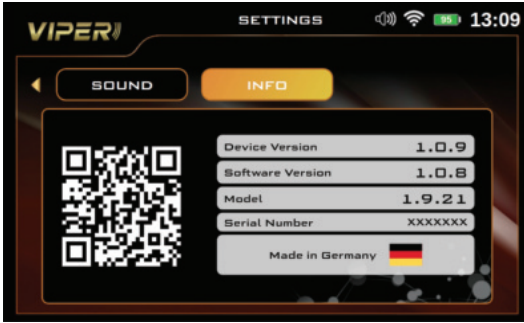 VIPER
SETTINGS
95
13:09
SOUND
INFO
Device Version 1.0.9
Software Version 1.0.8
Model 1.9.21
Serial Number XXXXXXX
Made in Germany